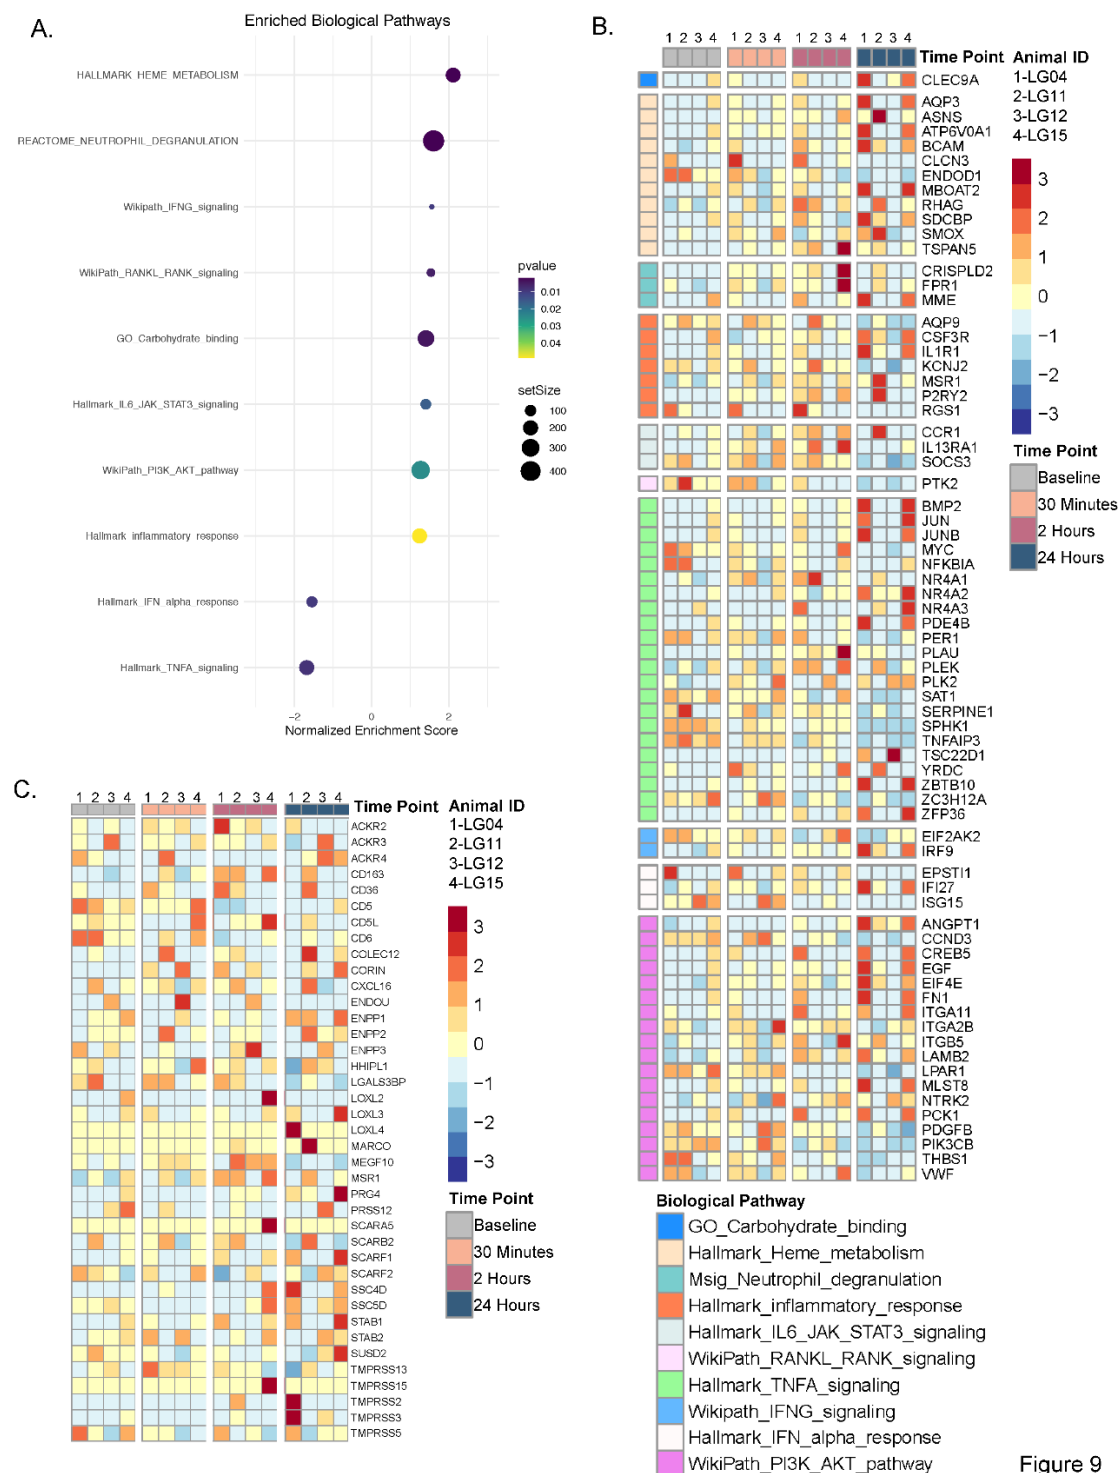 A.
Enriched Biological Pathways
HALLMARK_HEME_METABOLISM
REACTOME_NEUTROPHIL_DEGRANULATION
Wikipath_IFNG_signaling
WikiPath_RANKL_RANK_signaling
GO_Carbohydrate_binding
Hallmark_IL6_JAK_STAT3_signaling
WikiPath_PI3K_AKT_pathway
Hallmark_inflammatory_response
Hallmark_IFN_alpha_response
Hallmark_TNFA_signaling
−2 0 2
Normalized Enrichment Score
pvalue
0.01
0.02
0.03
0.04
setSize
100
200
300
400
B.
1 2 3 4 1 2 3 4 1 2 3 4 1 2 3 4
Time Point
CLEC9A
AQP3
ASNS
ATP6V0A1
BCAM
CLCN3
ENDOD1
MBOAT2
RHAG
SDCBP
SMOX
TSPAN5
CRISPLD2
FPR1
MME
AQP9
CSF3R
IL1R1
KCNJ2
MSR1
P2RY2
RGS1
CCR1
IL13RA1
SOCS3
PTK2
BMP2
JUN
JUNB
MYC
NFKBIA
NR4A1
NR4A2
NR4A3
PDE4B
PER1
PLAU
PLEK
PLK2
SAT1
SERPINE1
SPHK1
TNFAIP3
TSC22D1
YRDC
ZBTB10
ZC3H12A
ZFP36
EIF2AK2
IRF9
EPSTI1
IFI27
ISG15
ANGPT1
CCND3
CREB5
EGF
EIF4E
FN1
ITGA11
ITGA2B
ITGB5
LAMB2
LPAR1
MLST8
NTRK2
PCK1
PDGFB
PIK3CB
THBS1
VWF
Animal ID
1-LG04
2-LG11
3-LG12
4-LG15
3
2
1
0
−1
−2
−3
Time Point
Baseline
30 Minutes
2 Hours
24 Hours
Biological Pathway
GO_Carbohydrate_binding
Hallmark_Heme_metabolism
Msig_Neutrophil_degranulation
Hallmark_inflammatory_response
Hallmark_IL6_JAK_STAT3_signaling
WikiPath_RANKL_RANK_signaling
Hallmark_TNFA_signaling
Wikipath_IFNG_signaling
Hallmark_IFN_alpha_response
WikiPath_PI3K_AKT_pathway
C.
1 2 3 4 1 2 3 4 1 2 3 4 1 2 3 4
Time Point
ACKR2
ACKR3
ACKR4
CD163
CD36
CD5
CD5L
CD6
COLEC12
CORIN
CXCL16
ENDOU
ENPP1
ENPP2
ENPP3
HHIPL1
LGALS3BP
LOXL2
LOXL3
LOXL4
MARCO
MEGF10
MSR1
PRG4
PRSS12
SCARA5
SCARB2
SCARF1
SCARF2
SSC4D
SSC5D
STAB1
STAB2
SUSD2
TMPRSS13
TMPRSS15
TMPRSS2
TMPRSS3
TMPRSS5
Animal ID
1-LG04
2-LG11
3-LG12
4-LG15
3
2
1
0
−1
−2
−3
Time Point
Baseline
30 Minutes
2 Hours
24 Hours
Figure 9